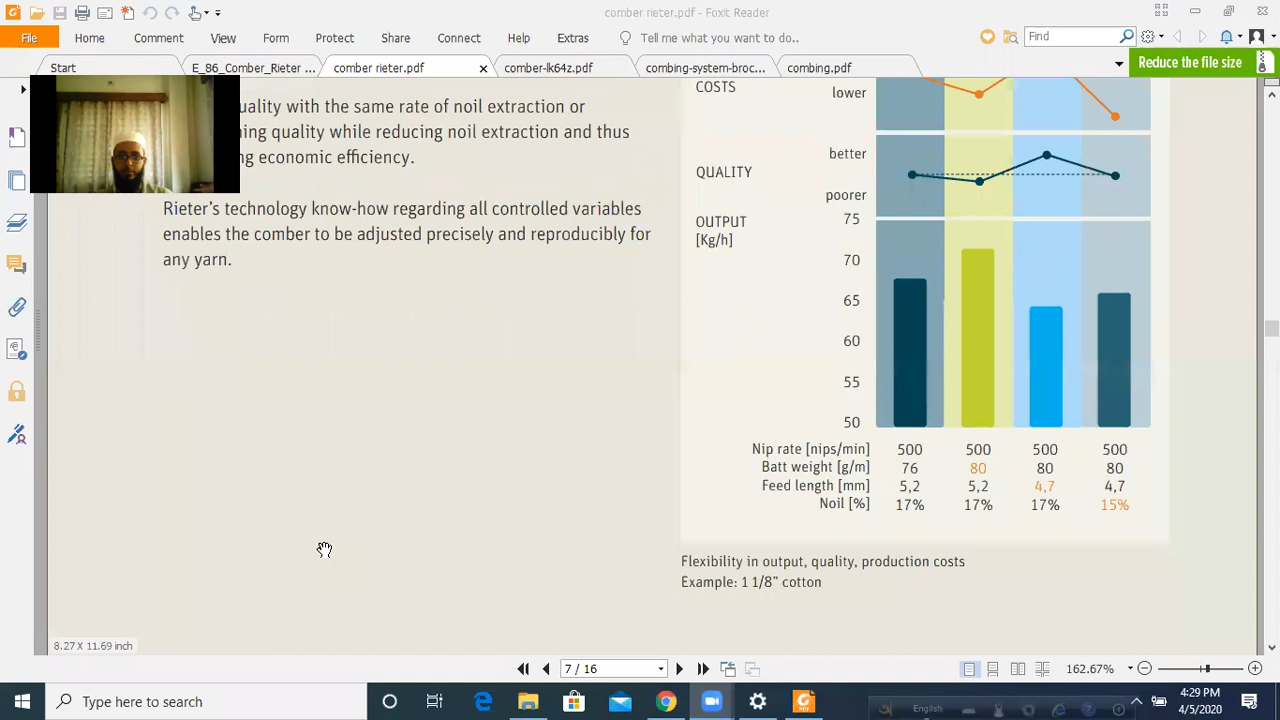 comber rieter.pdf - Foxit Reader
File Home Comment View Form Protect Share Connect Help Extras Tell me what you want to do.. Find
Start E_86_Comber_Rieter ... comber rieter.pdf comber-lk64z.pdf combing-system-broc... combing.pdf Reduce the file size
uality with the same rate of noil extraction or
ning quality while reducing noil extraction and thus
ng economic efficiency.
Rieter's technology know-how regarding all controlled variables
enables the comber to be adjusted precisely and reproducibly for
any yarn.
COSTS
lower
better
QUALITY
poorer
OUTPUT
[Kg/h]
75
70
65
60
55
50
Nip rate [nips/min] 500 500 500 500
Batt weight [g/m] 76 80 80 80
Feed length [mm] 5,2 5,2 4,7 4,7
Noil [%] 17% 17% 17% 15%
Flexibility in output, quality, production costs
Example: 1 1/8" cotton
8.27 X 11.69 inch
7 / 16
162.67%
Type here to search
English
4:29 PM
4/5/2020